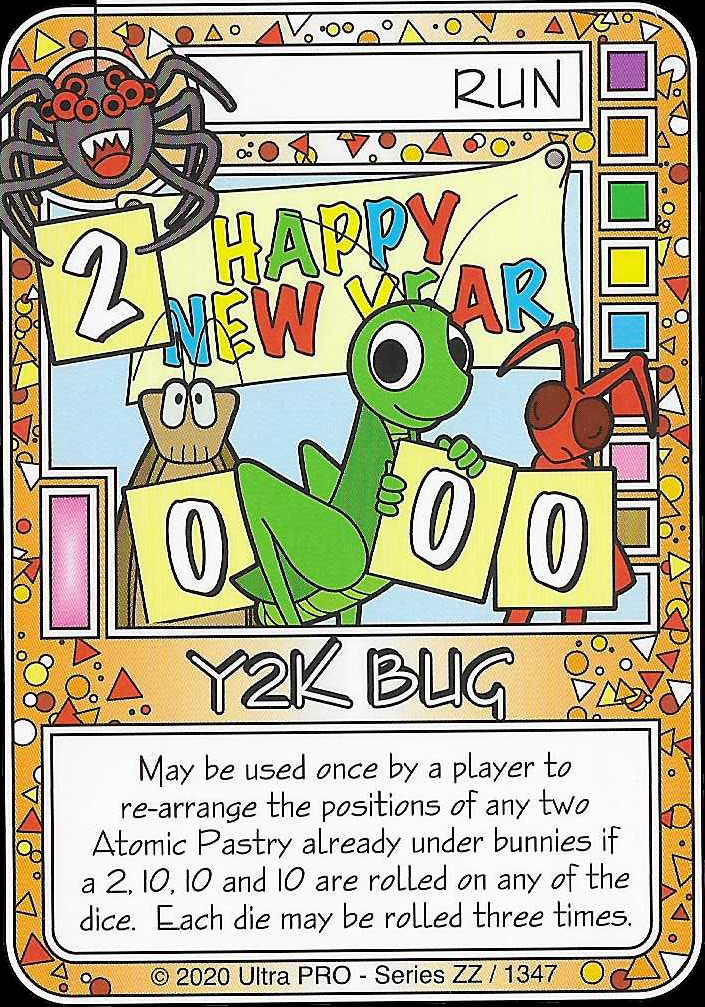 RUN
2
HAPPY
NEW YEAR
0 0 0
Y2K BUG
May be used once by a player to
re-arrange the positions of any two
Atomic Pastry already under bunnies if
a 2, 10, 10 and 10 are rolled on any of the
dice. Each die may be rolled three times.
© 2020 Ultra PRO - Series ZZ / 1347